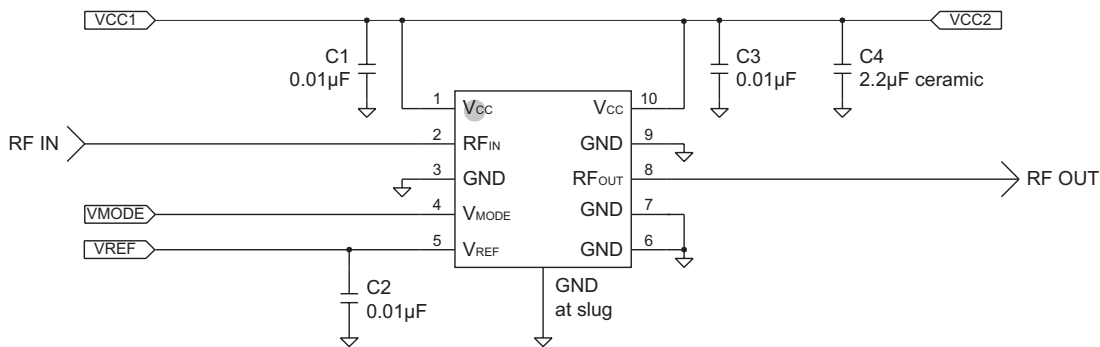 VCC1
VCC2
C1
0.01µF
C3
0.01µF
C4
2.2µF ceramic
1
VCC
VCC
10
RF IN
2
RFIN
GND
9
3
GND
RFOUT
8
RF OUT
VMODE
4
VMODE
GND
7
VREF
5
VREF
GND
6
C2
0.01µF
GND
at slug